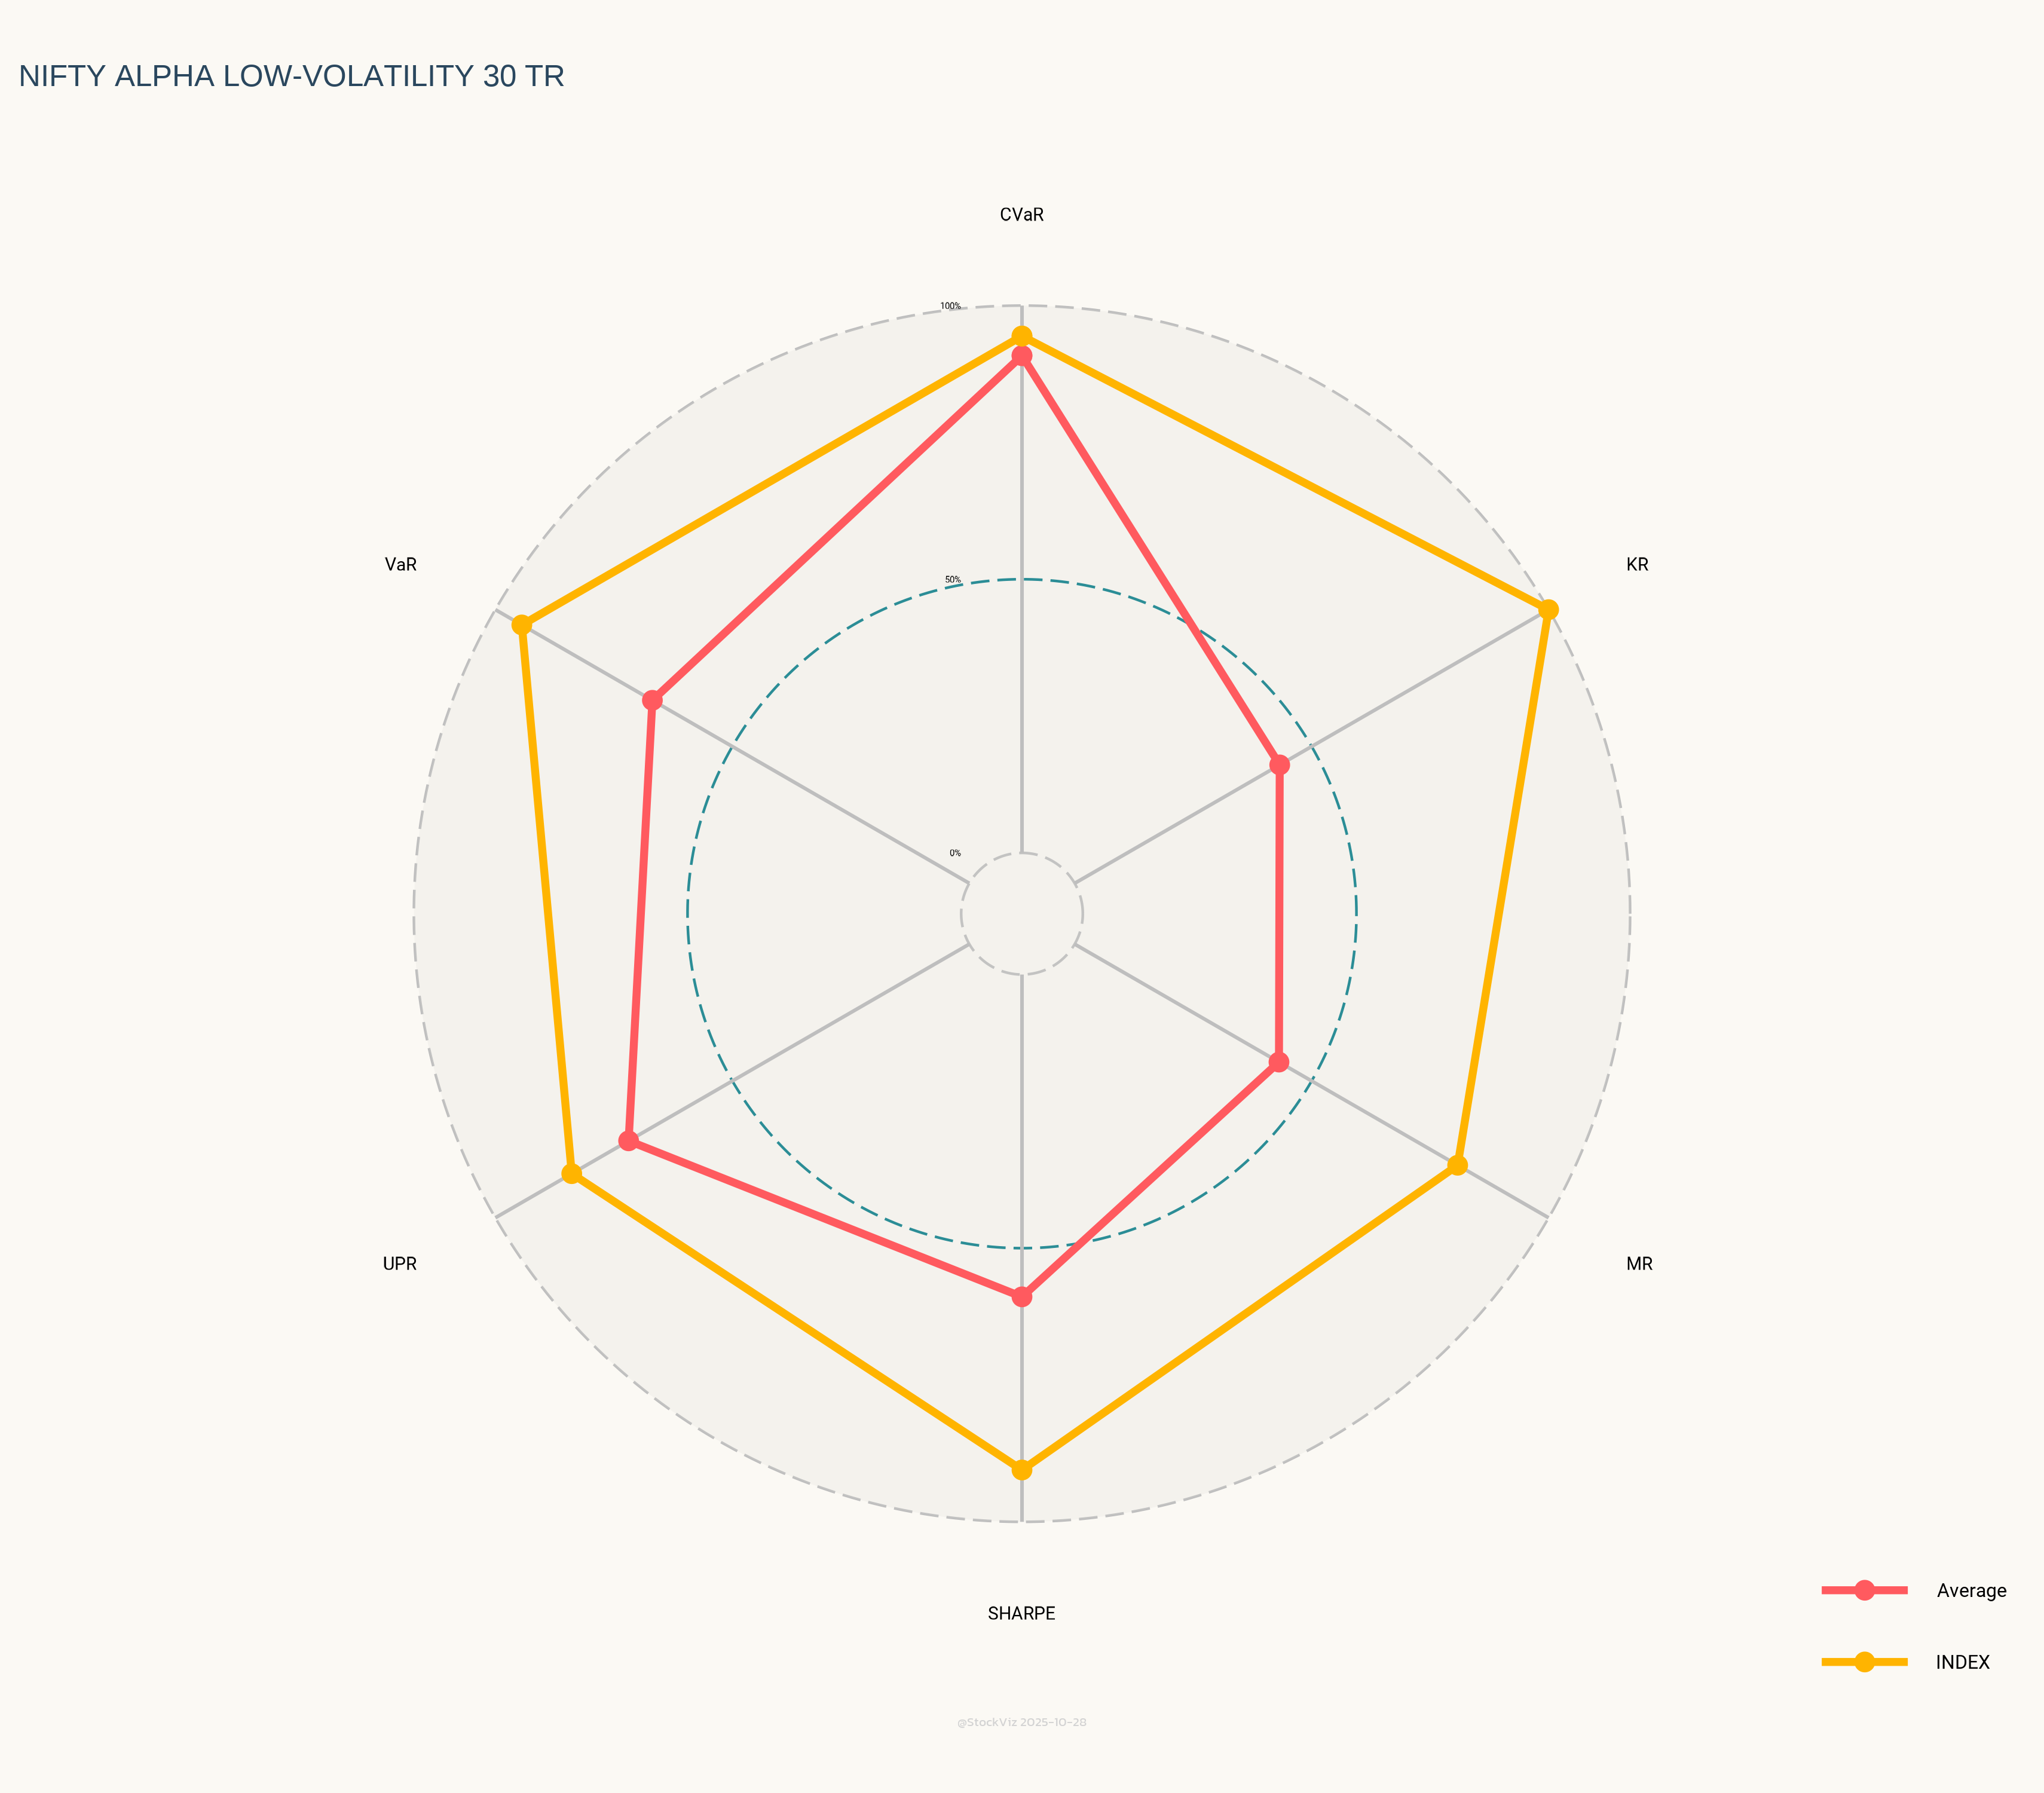 NIFTY ALPHA LOW-VOLATILITY 30 TR
CVaR
100%
VaR
KR
50%
0%
UPR
MR
SHARPE
Average
INDEX
@StockViz 2025-10-28